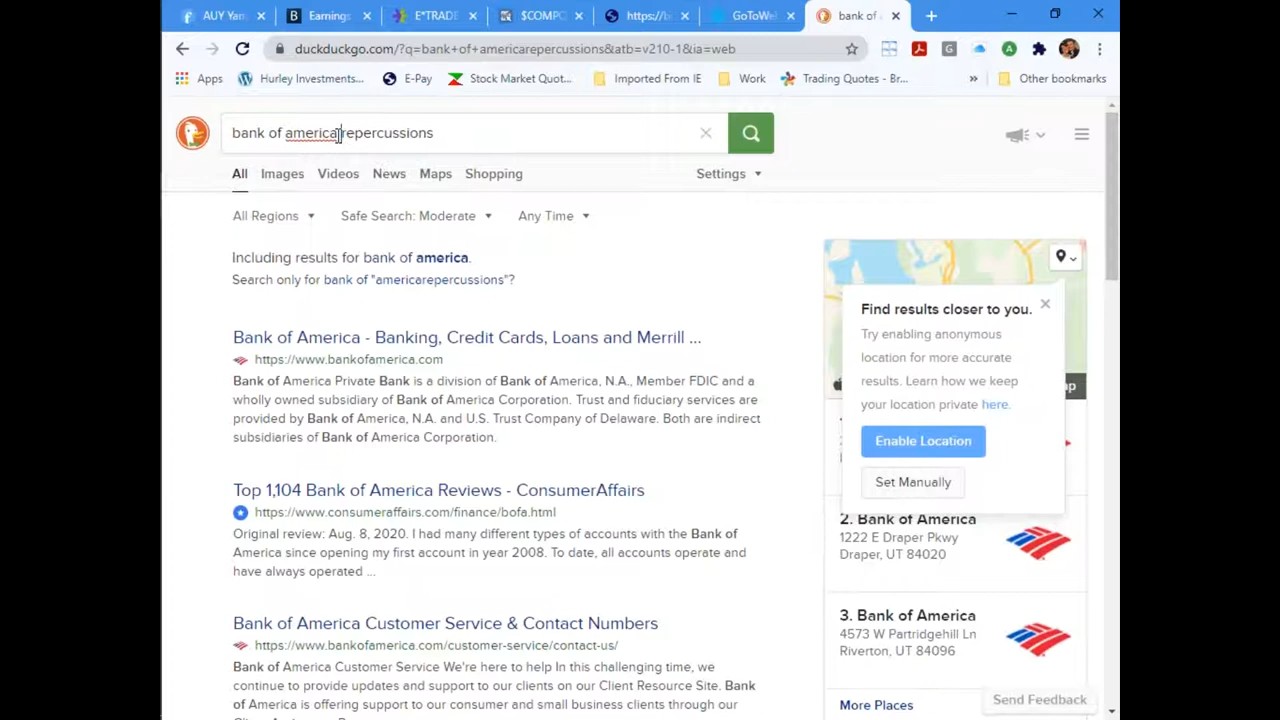 AUY Yam
Earnings
E*TRADE
$COMPO
https://bi
GoToWeb
bank of
duckduckgo.com/?q=bank+of+americarepercussions&atb=v210-1&ia=web
Apps
Hurley Investments...
E-Pay
Stock Market Quot...
Imported From IE
Work
Trading Quotes - Br...
»
Other bookmarks
bank of americarepercussions
All
Images
Videos
News
Maps
Shopping
Settings
All Regions
Safe Search: Moderate
Any Time
Including results for bank of america.
Search only for bank of "americarepercussions"?
Bank of America - Banking, Credit Cards, Loans and Merrill ...
https://www.bankofamerica.com
Bank of America Private Bank is a division of Bank of America, N.A., Member FDIC and a
wholly owned subsidiary of Bank of America Corporation. Trust and fiduciary services are
provided by Bank of America, N.A. and U.S. Trust Company of Delaware. Both are indirect
subsidiaries of Bank of America Corporation.
Top 1,104 Bank of America Reviews - ConsumerAffairs
https://www.consumeraffairs.com/finance/bofa.html
Original review: Aug. 8, 2020. I had many different types of accounts with the Bank of
America since opening my first account in year 2008. To date, all accounts operate and
have always operated ...
Bank of America Customer Service & Contact Numbers
https://www.bankofamerica.com/customer-service/contact-us/
Bank of America Customer Service We're here to help In this challenging time, we
continue to provide updates and support to our clients on our Client Resource Site. Bank
of America is offering support to our consumer and small business clients through our
Find results closer to you.
Try enabling anonymous
location for more accurate
results. Learn how we keep
your location private here.
Enable Location
Set Manually
2. Bank of America
1222 E Draper Pkwy
Draper, UT 84020
3. Bank of America
4573 W Partridgehill Ln
Riverton, UT 84096
More Places
Send Feedback